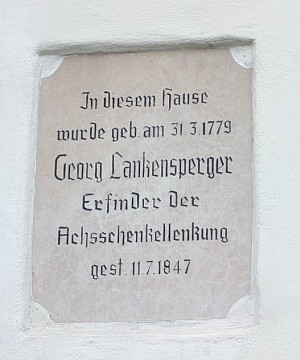 In diesem Hause
wurde geb. am 31.3.1779
Georg Lankensperger
Erfinder der
Achsschenkellenkung
gest. 11.7.1847